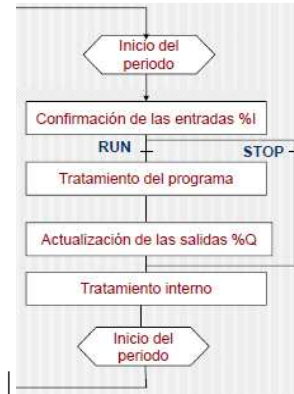 Inicio del
periodo
Confirmación de las entradas %I
RUN
STOP
Tratamiento del programa
Actualización de las salidas %Q
Tratamiento interno
Inicio del
periodo